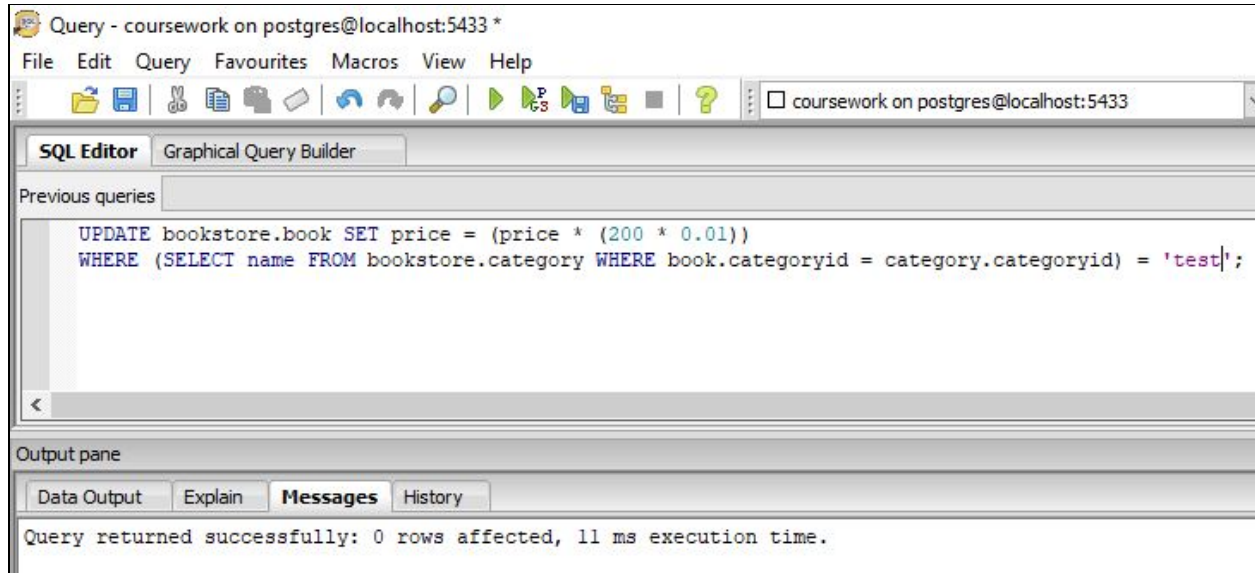 Query - coursework on postgres@localhost:5433 *
File Edit Query Favourites Macros View Help
coursework on postgres@localhost:5433
SQL Editor Graphical Query Builder
Previous queries
UPDATE bookstore.book SET price = (price * (200 * 0.01))
WHERE (SELECT name FROM bookstore.category WHERE book.categoryid = category.categoryid) = 'test';
Output pane
Data Output Explain Messages History
Query returned successfully: 0 rows affected, 11 ms execution time.